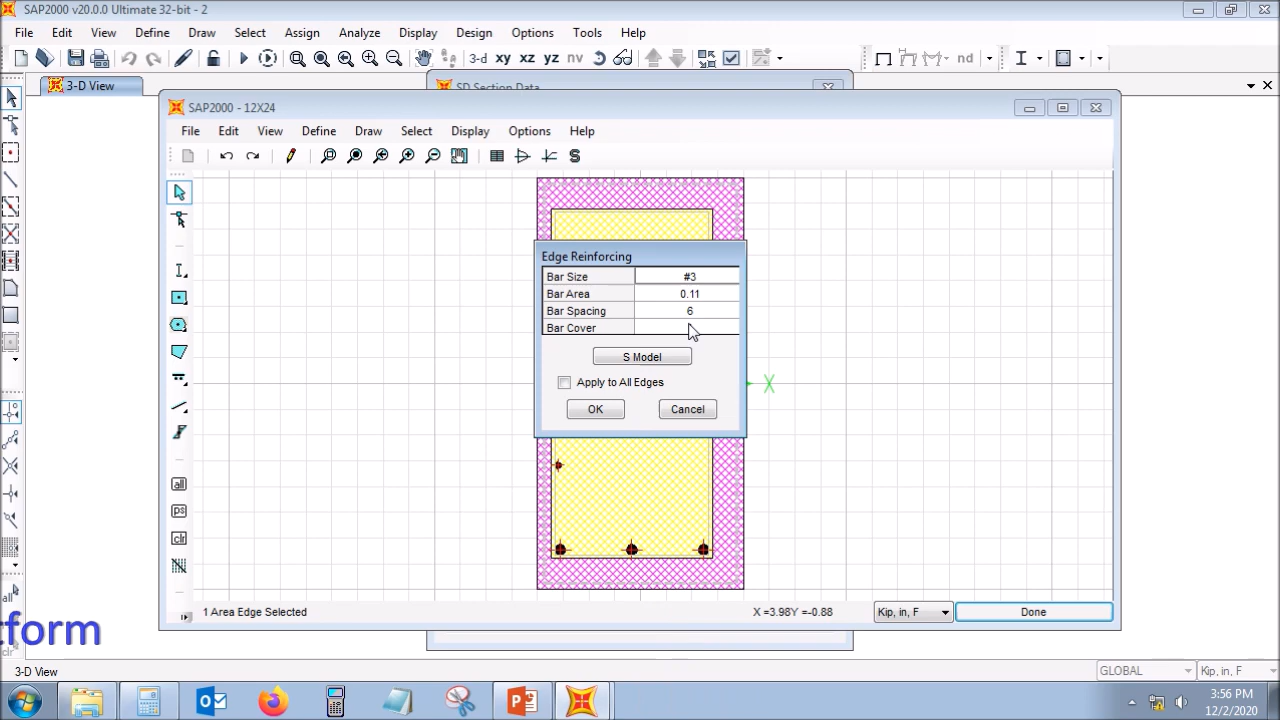 SAP2000 v20.0.0 Ultimate 32-bit - 2
File Edit View Define Draw Select Assign Analyze Display Design Options Tools Help
3-d xy xz yz nv nd
3-D View
SD Section Data
SAP2000 - 12X24
File Edit View Define Draw Select Display Options Help
S
Edge Reinforcing
Bar Size #3
Bar Area 0.11
Bar Spacing 6
Bar Cover
S Model
Apply to All Edges
OK Cancel
X
all
ps
clr
1 Area Edge Selected
X =3.98Y =-0.88
Kip, in, F
Done
all
tform
clr
3-D View
GLOBAL
Kip, in, F
3:56 PM
12/2/2020